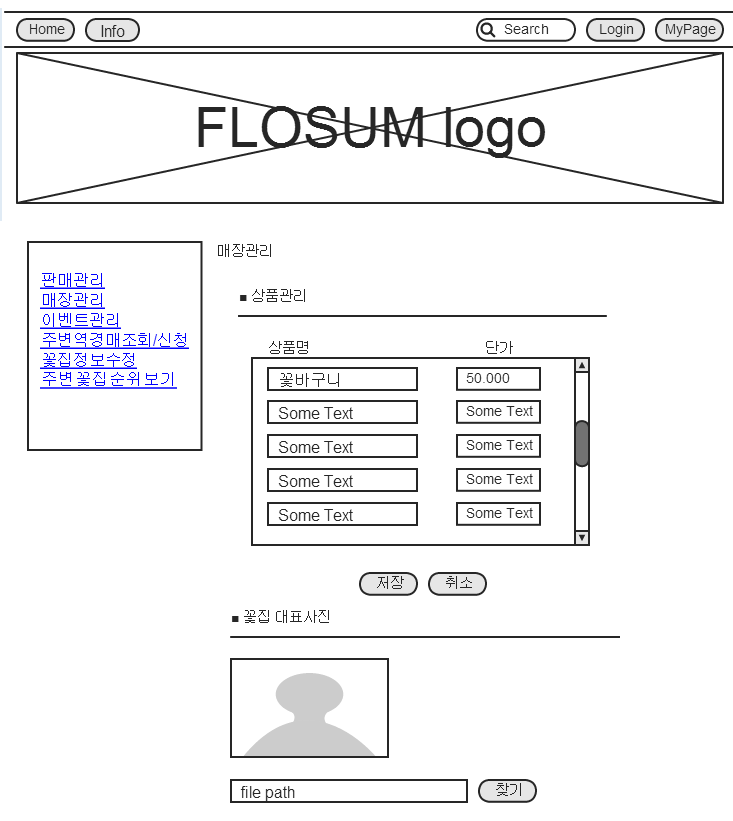 Home Info Search Login MyPage
FLOSUM logo
판매관리
매장관리
이벤트관리
주변역경매조회/신청
꽃집정보수정
주변꽃집순위보기
매장관리
▪ 상품관리
상품명 단가
꽃바구니 50.000
Some Text Some Text
Some Text Some Text
Some Text Some Text
Some Text Some Text
저장 취소
▪ 꽃집 대표사진
file path 찾기